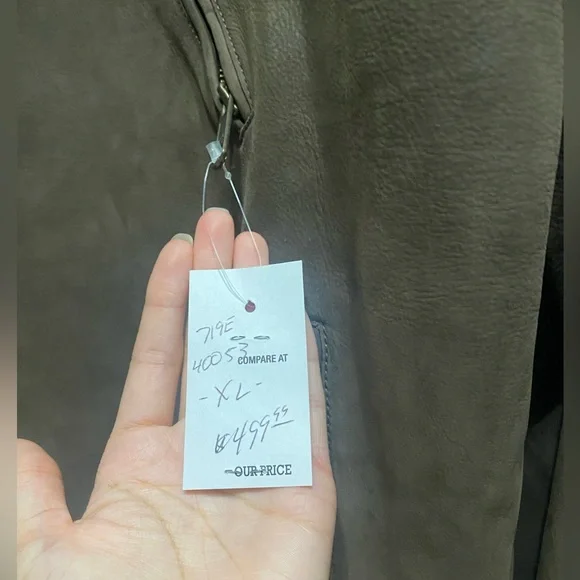 719E
40053
COMPARE AT
- XL -
499.99
OUR PRICE